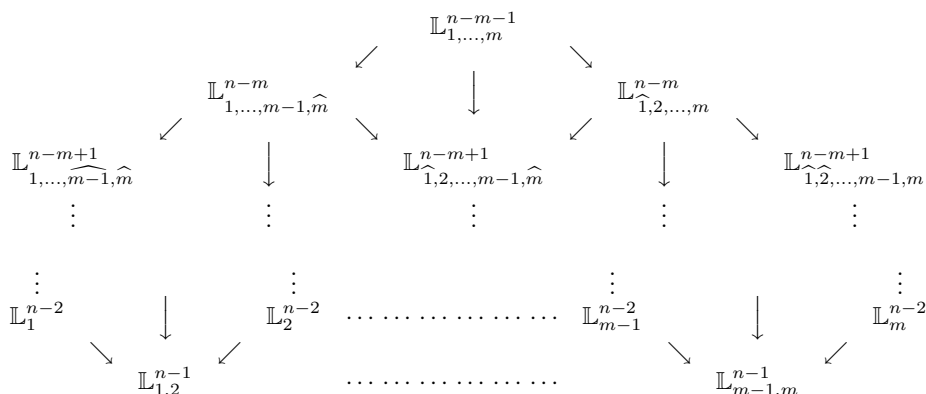 𝕃^{n−m−1}_{1,…,m}
↙ ↓ ↘
𝕃^{n−m}_{1,…,m−1,\widehat{m}} 𝕃^{n−m}_{\widehat{1},2,…,m}
↙ ↓ ↘ ↙ ↓ ↘
𝕃^{n−m+1}_{1,…,\widehat{m−1},\widehat{m}} 𝕃^{n−m+1}_{\widehat{1},2,…,m−1,\widehat{m}} 𝕃^{n−m+1}_{\widehat{1},\widehat{2},…,m−1,m}
⋮ ⋮ ⋮ ⋮ ⋮
⋮ ⋮ ⋮ ⋮
𝕃^{n−2}_{1} 𝕃^{n−2}_{2} ………………… 𝕃^{n−2}_{m−1} 𝕃^{n−2}_{m}
↘ ↓ ↙ ↘ ↓ ↙
𝕃^{n−1}_{1,2} ………………… 𝕃^{n−1}_{m−1,m}